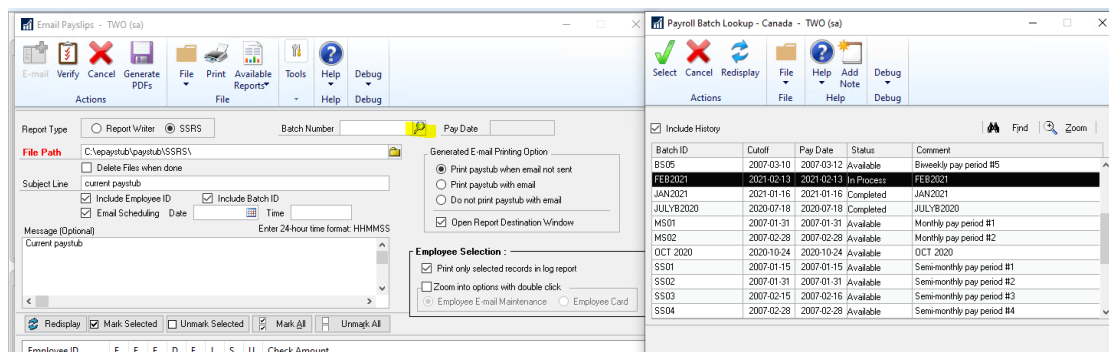 Email Payslips - TWO (sa)
E-mail Verify Cancel Generate PDFs File Print Available Reports Tools Help Debug
Actions File Help Debug
Report Type Report Writer SSRS Batch Number Pay Date
File Path C:\epaystub\paystub\SSRS\
Delete Files when done
Subject Line current paystub
Include Employee ID Include Batch ID
Email Scheduling Date Time
Message (Optional) Enter 24-hour time format: HHMMSS
Current paystub
Generated E-mail Printing Option
Print paystub when email not sent
Print paystub with email
Do not print paystub with email
Open Report Destination Window
Employee Selection :
Print only selected records in log report
Zoom into options with double click
Employee E-mail Maintenance Employee Card
Redisplay Mark Selected Unmark Selected Mark All Unmark All
Employee ID E E E D E L S U Check Amount
Payroll Batch Lookup - Canada - TWO (sa)
Select Cancel Redisplay File Help Add Note Debug
Actions File Help Debug
Include History Find Zoom
Batch ID Cutoff Pay Date Status Comment
BS05 2007-03-10 2007-03-12 Available Biweekly pay period #5
FEB2021 2021-02-13 2021-02-13 In Process FEB2021
JAN2021 2021-01-16 2021-01-16 Completed JAN2021
JULYB2020 2020-07-18 2020-07-18 Completed JULYB2020
MS01 2007-01-31 2007-01-31 Available Monthly pay period #1
MS02 2007-02-28 2007-02-28 Available Monthly pay period #2
OCT 2020 2020-10-24 2020-10-24 Available OCT 2020
SS01 2007-01-15 2007-01-15 Available Semi-monthly pay period #1
SS02 2007-01-31 2007-01-31 Available Semi-monthly pay period #2
SS03 2007-02-15 2007-02-16 Available Semi-monthly pay period #3
SS04 2007-02-28 2007-02-28 Available Semi-monthly pay period #4